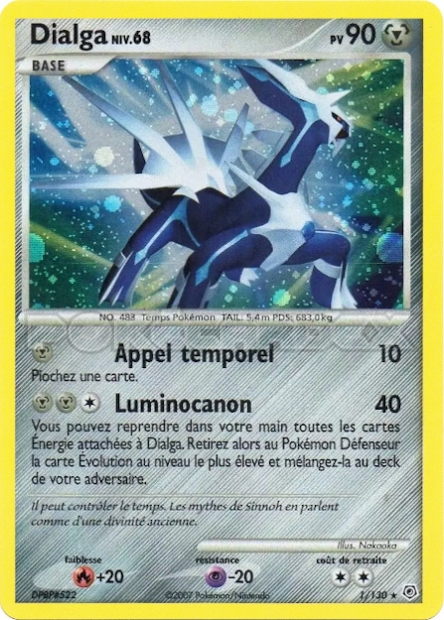 Dialga NIV.68 PV 90
BASE
NO. 483 Temps Pokémon TAIL: 5,4m PDS: 683,0kg
Appel temporel 10
Piochez une carte.
Luminocanon 40
Vous pouvez reprendre dans votre main toutes les cartes
Énergie attachées à Dialga. Retirez alors au Pokémon Défenseur
la carte Évolution au niveau le plus élevé et mélangez-la au deck
de votre adversaire.
Il peut contrôler le temps. Les mythes de Sinnoh en parlent
comme d'une divinité ancienne.
Illus. Nakaoka
faiblesse résistance coût de retraite
+20 -20
DPBP#522 ©2007 Pokémon/Nintendo 1/130 ★